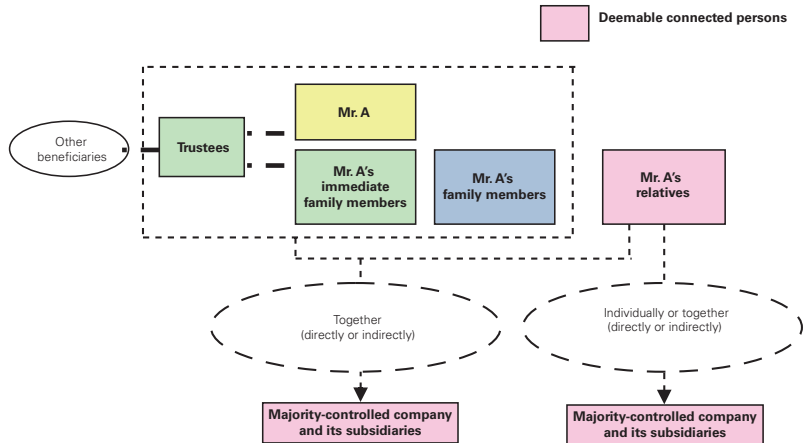 Deemable connected persons
Other
beneficiaries
Trustees
Mr. A
Mr. A's
immediate
family members
Mr. A's
family members
Mr. A's
relatives
Together
(directly or indirectly)
Individually or together
(directly or indirectly)
Majority-controlled company
and its subsidiaries
Majority-controlled company
and its subsidiaries